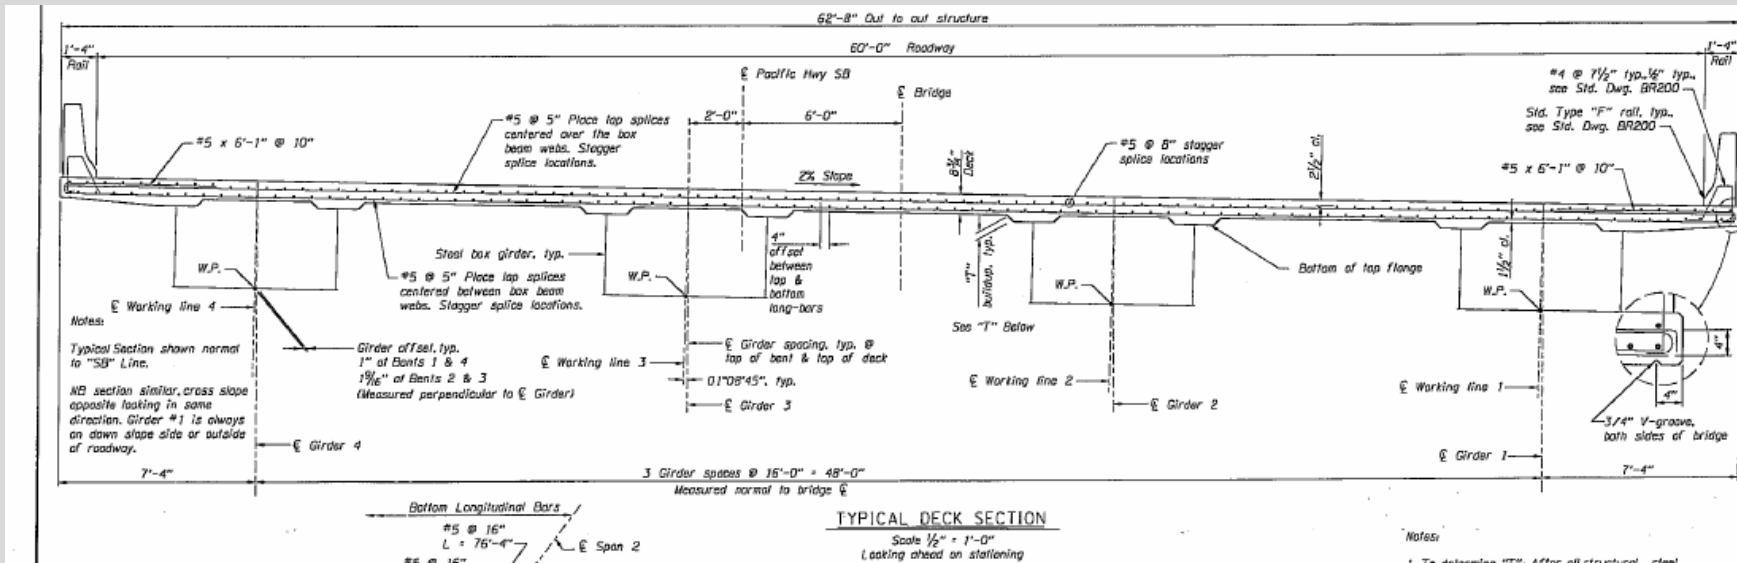 62'-8" Out to out structure
1'-4"
60'-0" Roadway
1'-4"
Rail
Rail
℄ Pacific Hwy SB
℄ Bridge
#4 @ 7½" typ.,
typ.,
see Std. Dwg. BR200
2'-0"
6'-0"
Std. Type "F" rail, typ.,
see Std. Dwg. BR200
#5 x 6'-1" @ 10"
#5 @ 5" Place lap splices
centered over the box
beam webs. Stagger
splice locations.
2% Slope
Deck
#5 @ 8" stagger
splice locations
2½" cl.
#5 x 6'-1" @ 10"
Steel box girder, typ.
4"
offset
between
top &
bottom
long-bars
"T"
buildup, typ.
Bottom of top flange
1½" cl.
W.P.
W.P.
W.P.
W.P.
#5 @ 5" Place lap splices
centered between box beam
webs. Stagger splice locations.
See "T" Below
℄ Working line 4
Notes:
Typical Section shown normal
to "SB" Line.
NB section similar, cross slope
opposite looking in same
direction. Girder #1 is always
on down slope side or outside
of roadway.
Girder offset, typ.
1" at Bents 1 & 4
1 9/16" at Bents 2 & 3
(Measured perpendicular to ℄ Girder)
℄ Working line 3
℄ Girder spacing, typ. @
top of bent & top of deck
01°08'45", typ.
℄ Girder 3
℄ Working line 2
℄ Girder 2
℄ Working line 1
4"
4"
3/4" V-groove,
both sides of bridge
℄ Girder 4
℄ Girder 1
7'-4"
3 Girder spaces @ 16'-0" = 48'-0"
7'-4"
Measured normal to bridge ℄
Bottom Longitudinal Bars
#5 @ 16"
L = 76'-4"
#6 @ 16"
℄ Span 2
TYPICAL DECK SECTION
Scale ½" = 1'-0"
Looking ahead on stationing
Notes:
1. To determine "T": After all structural steel